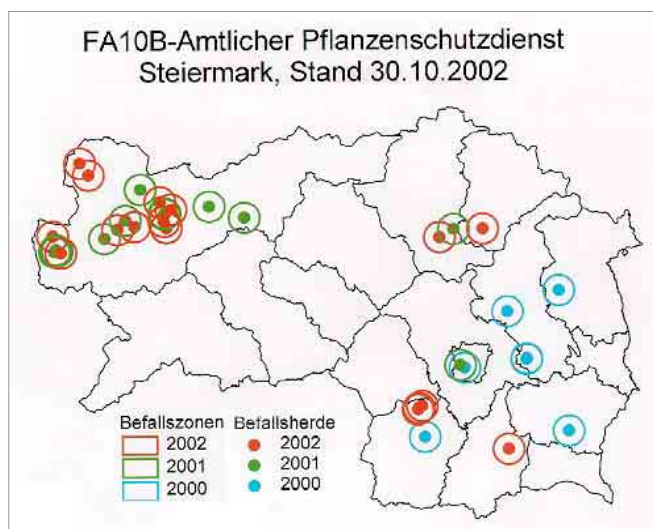 FA10B-Amtlicher Pflanzenschutzdienst
Steiermark, Stand 30.10.2002
Befallszonen Befallsherde
2002 2002
2001 2001
2000 2000